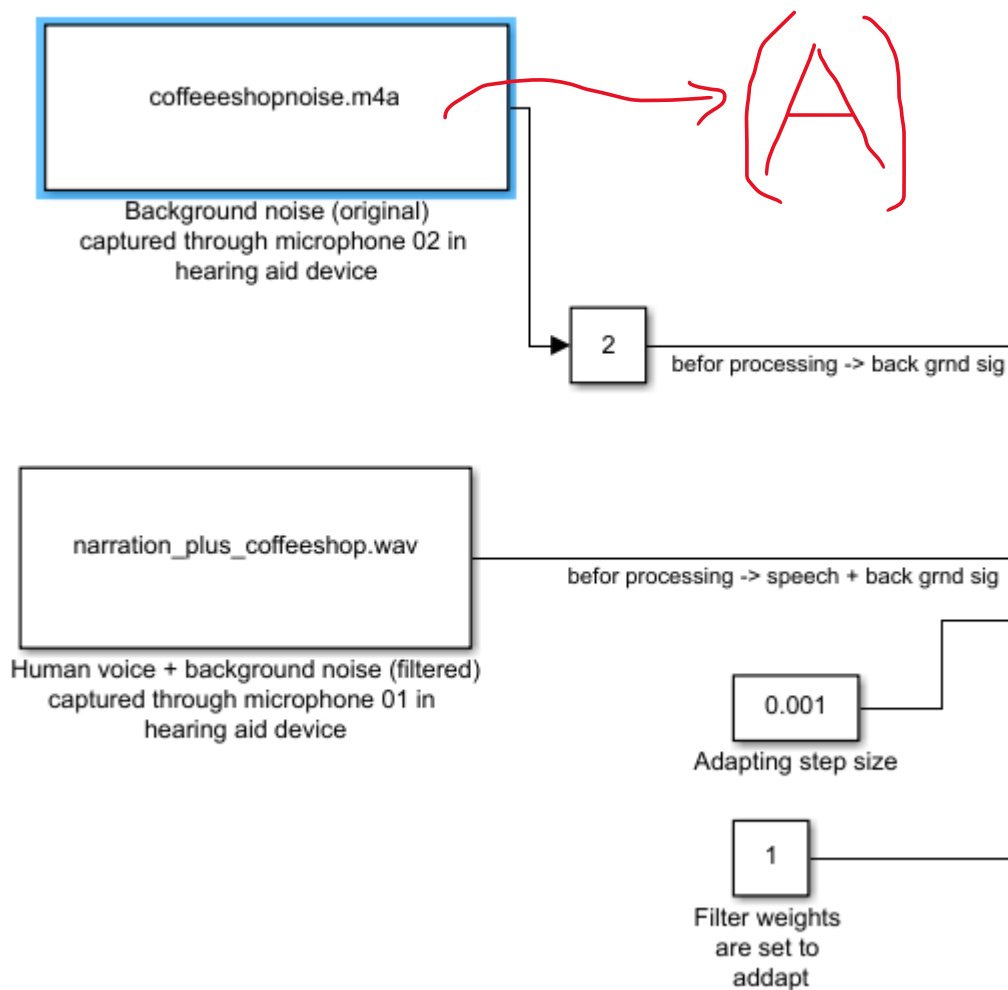 coffeeeshopnoise.m4a
(A)
Background noise (original)
captured through microphone 02 in
hearing aid device
2
befor processing -> back grnd sig
narration_plus_coffeeshop.wav
befor processing -> speech + back grnd sig
Human voice + background noise (filtered)
captured through microphone 01 in
hearing aid device
0.001
Adapting step size
1
Filter weights
are set to
addapt